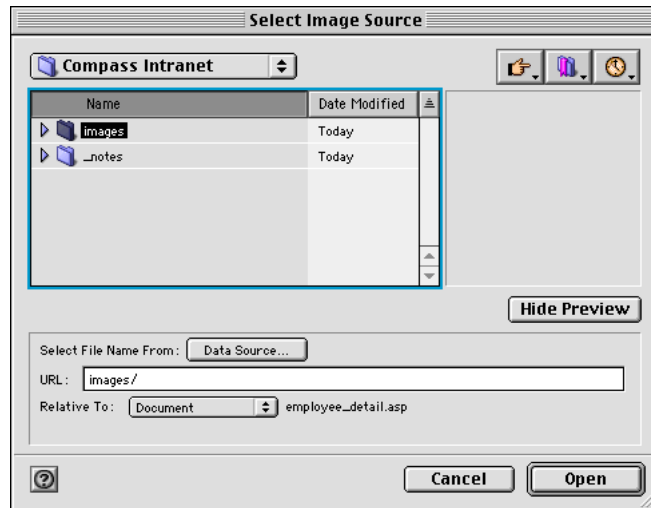 Select Image Source
Compass Intranet
Name Date Modified
images Today
_notes Today
Hide Preview
Select File Name From: Data Source...
URL: images/
Relative To: Document employee_detail.asp
? Cancel Open